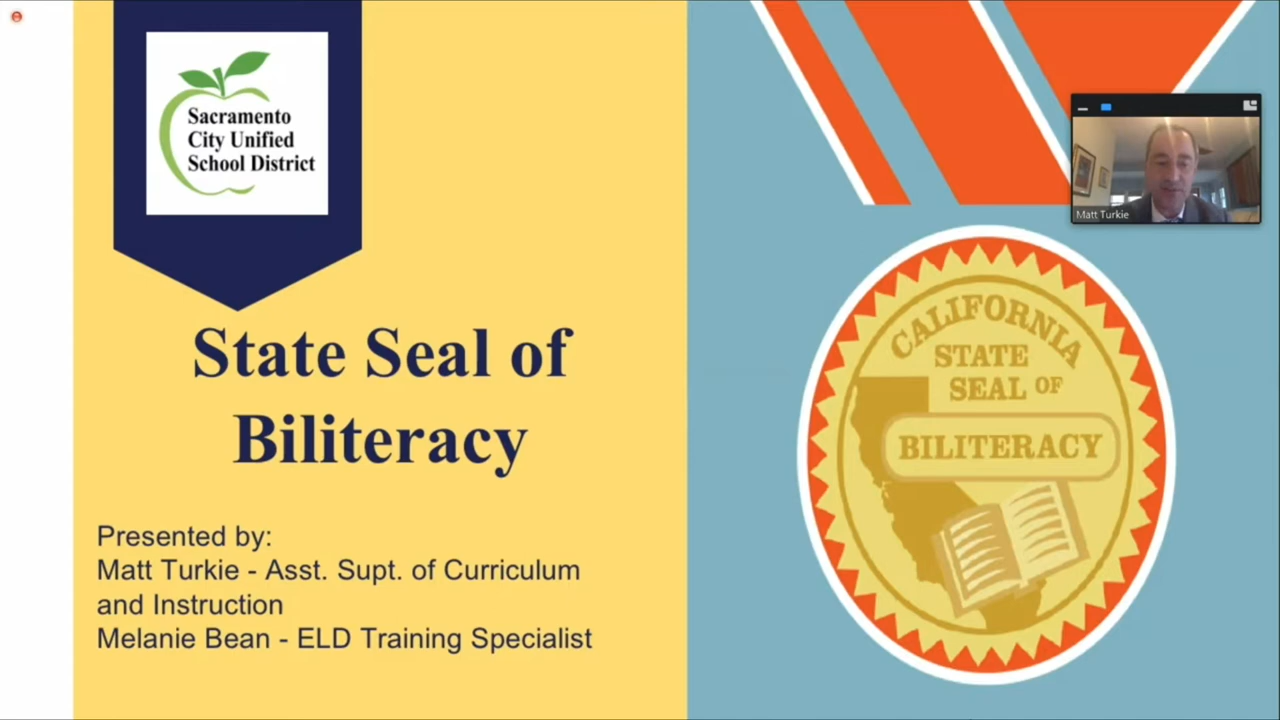 Sacramento
City Unified
School District
State Seal of
Biliteracy
Presented by:
Matt Turkie - Asst. Supt. of Curriculum
and Instruction
Melanie Bean - ELD Training Specialist
Matt Turkie
CALIFORNIA
STATE
SEAL OF
BILITERACY